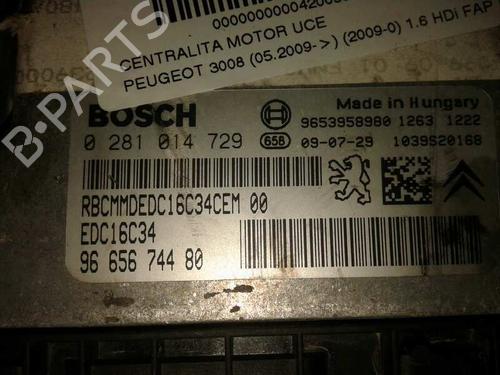 CENTRALITA MOTOR UCE
PEUGEOT 3008 (05.2009->) (2009-0) 1.6 HDi FAP
B-PARTS
BOSCH
Made in Hungary
9653958980 1263 1222
0 281 014 729
658
09-07-29
1039S20168
RBCMMDEDC16C34CEM 00
EDC16C34
96 656 744 80